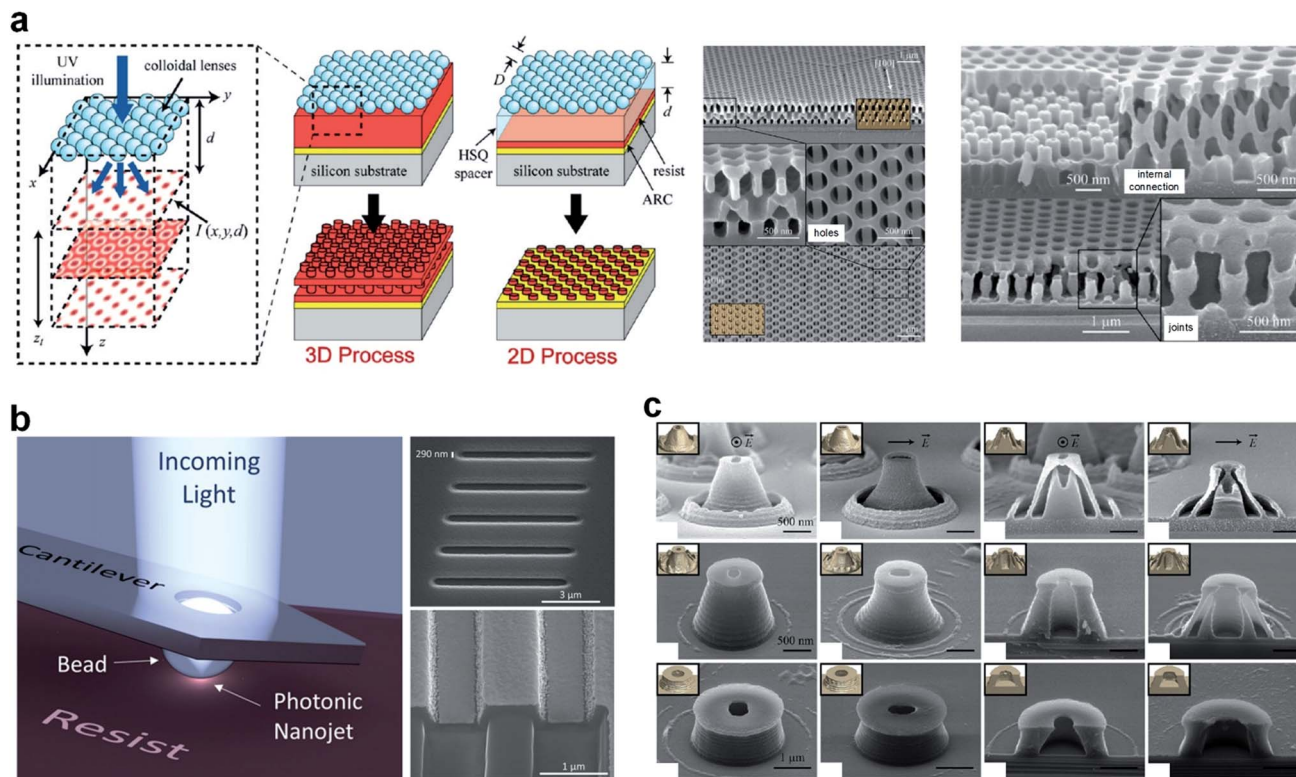 a
UV
illumination
colloidal lenses
y
d
x
I (x,y,d)
z_I
z
D
d
HSQ
spacer
silicon substrate
silicon substrate
resist
ARC
3D Process
2D Process
1 μm
[100]
500 nm
holes
500 nm
500 nm
internal
connection
500 nm
1 μm
joints
500 nm
b
Incoming
Light
Cantilever
Bead
Photonic
Nanojet
Resist
290 nm
3 μm
1 μm
c
E
E
E
E
500 nm
500 nm
1 μm